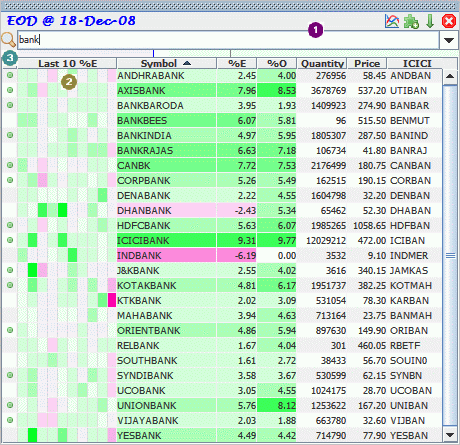 EOD @ 18-Dec-08
1
bank
3 Last 10 %E Symbol %E %O Quantity Price ICICI
2
ANDHRABANK 2.45 4.00 276956 58.45 ANDBAN
AXISBANK 7.96 8.53 3678769 537.20 UTIBAN
BANKBARODA 3.95 1.93 1409923 274.90 BANBAR
BANKBEES 6.07 5.81 96 515.50 BENMUT
BANKINDIA 4.97 5.95 1805307 287.50 BANIND
BANKRAJAS 6.63 7.18 106734 41.80 BANRAJ
CANBK 7.72 7.53 2176499 180.75 CANBAN
CORPBANK 5.26 5.49 162515 190.15 CORBAN
DENABANK 2.22 4.55 1604798 32.20 DENBAN
DHANBANK -2.43 5.34 65462 52.30 DHABAN
HDFCBANK 5.63 6.07 1985265 1058.65 HDFBAN
ICICIBANK 9.31 9.77 12029212 472.00 ICIBAN
INDBANK -6.19 0.00 3532 9.10 INDMER
J&KBANK 2.55 4.02 3616 340.15 JAMKAS
KOTAKBANK 4.81 6.17 1951737 382.25 KOTMAH
KTKBANK 2.02 3.09 531054 78.30 KARBAN
MAHABANK 3.94 4.63 713164 23.75 BANMAH
ORIENTBANK 4.86 5.94 897630 149.90 ORIBAN
RELBANK 1.67 4.04 301 460.05 RBETF
SOUTHBANK 1.61 2.72 38433 56.70 SOUIN0
SYNDIBANK 3.58 3.67 530599 62.15 SYNBN
UCOBANK 3.05 4.55 1024175 28.70 UCOBAN
UNIONBANK 5.76 8.12 1253622 167.20 UNIBAN
VIJAYABANK 2.03 1.88 663780 32.60 VIJBAN
YESBANK 4.49 4.42 714790 77.90 YESBAN